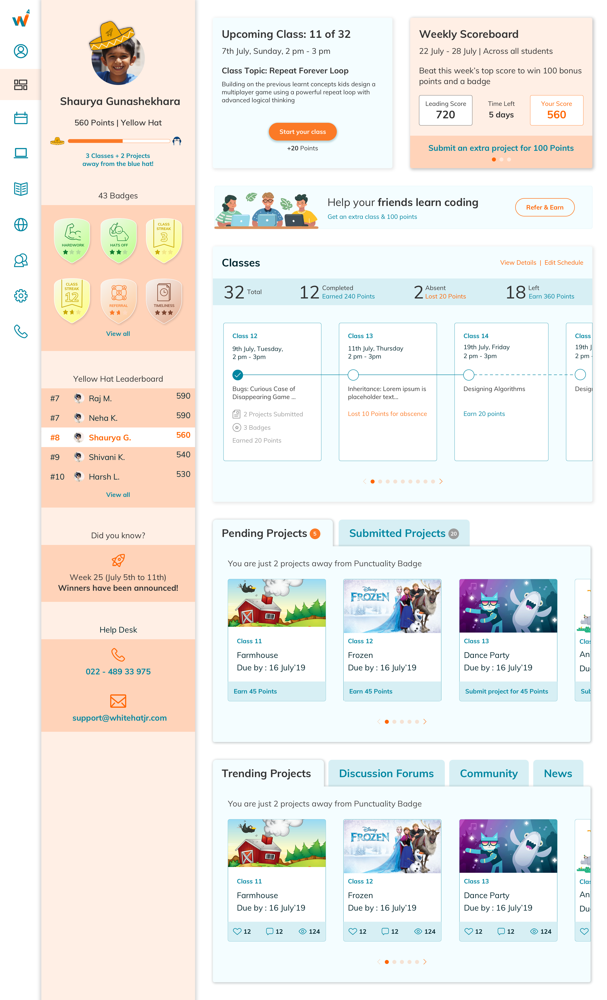 Shaurya Gunashekhara
560 Points | Yellow Hat
3 Classes + 2 Projects
away from the blue hat!
43 Badges
HARDWORK
HATS OFF
CLASS
STREAK
3
CLASS
STREAK
12
REFERRAL
TIMELINESS
View all
Yellow Hat Leaderboard
#7 Raj M. 590
#7 Neha K. 590
#8 Shaurya G. 560
#9 Shivani K. 540
#10 Harsh L. 530
View all
Did you know?
Week 25 (July 5th to 11th)
Winners have been announced!
Help Desk
022 - 489 33 975
support@whitehatjr.com
Upcoming Class: 11 of 32
7th July, Sunday, 2 pm - 3 pm
Class Topic: Repeat Forever Loop
Building on the previous learnt concepts kids design a
multiplayer game using a powerful repeat loop with
advanced logical thinking
Start your class
+20 Points
Weekly Scoreboard
22 July - 28 July | Across all students
Beat this week’s top score to win 100 bonus
points and a badge
Leading Score
720
Time Left
5 days
Your Score
560
Submit an extra project for 100 Points
Help your friends learn coding
Get an extra class & 100 points
Refer & Earn
Classes
View Details | Edit Schedule
32 Total
12 Completed
Earned 240 Points
2 Absent
Lost 20 Points
18 Left
Earn 360 Points
Class 12
9th July, Tuesday,
2 pm - 3pm
Bugs: Curious Case of
Disappearing Game ...
2 Projects Submitted
3 Badges
Earned 20 Points
Class 13
11th July, Thursday
2 pm - 3pm
Inheritance: Lorem ipsum is
placeholder text...
Lost 10 Points for abscence
Class 14
19th July, Friday
2 pm - 3pm
Designing Algorithms
Earn 20 points
Class
19th J
2 pm -
Desig
Pending Projects 5
Submitted Projects 20
You are just 2 projects away from Punctuality Badge
Class 11
Farmhouse
Due by : 16 July’19
Earn 45 Points
Disney
FROZEN
Class 12
Frozen
Due by : 16 July’19
Earn 45 Points
Class 13
Dance Party
Due by : 16 July’19
Submit project for 45 Points
Clas
An
Du
Sub
Trending Projects
Discussion Forums
Community
News
You are just 2 projects away from Punctuality Badge
Class 11
Farmhouse
Due by : 16 July’19
12 12 124
Disney
FROZEN
Class 12
Frozen
Due by : 16 July’19
12 12 124
Class 13
Dance Party
Due by : 16 July’19
12 12 124
Clas
An
Du